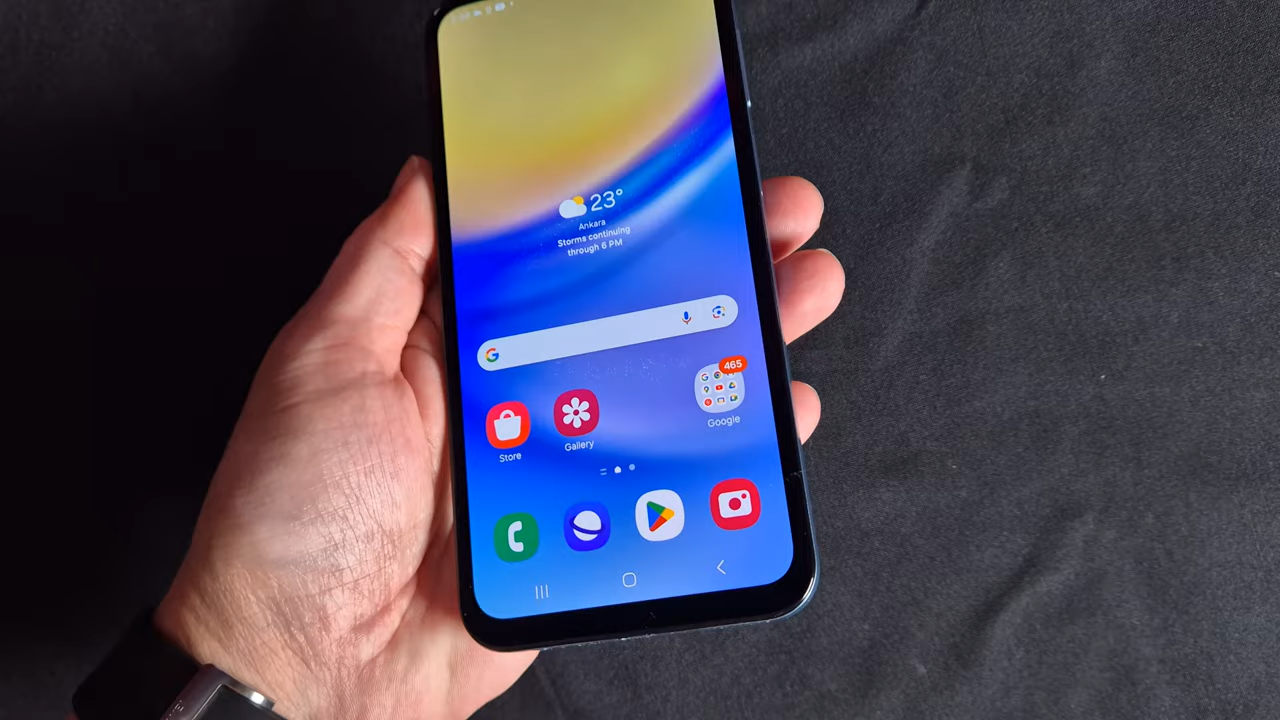 23°
Ankara
Storms continuing
through 6 PM
G
465
Store
Gallery
Google